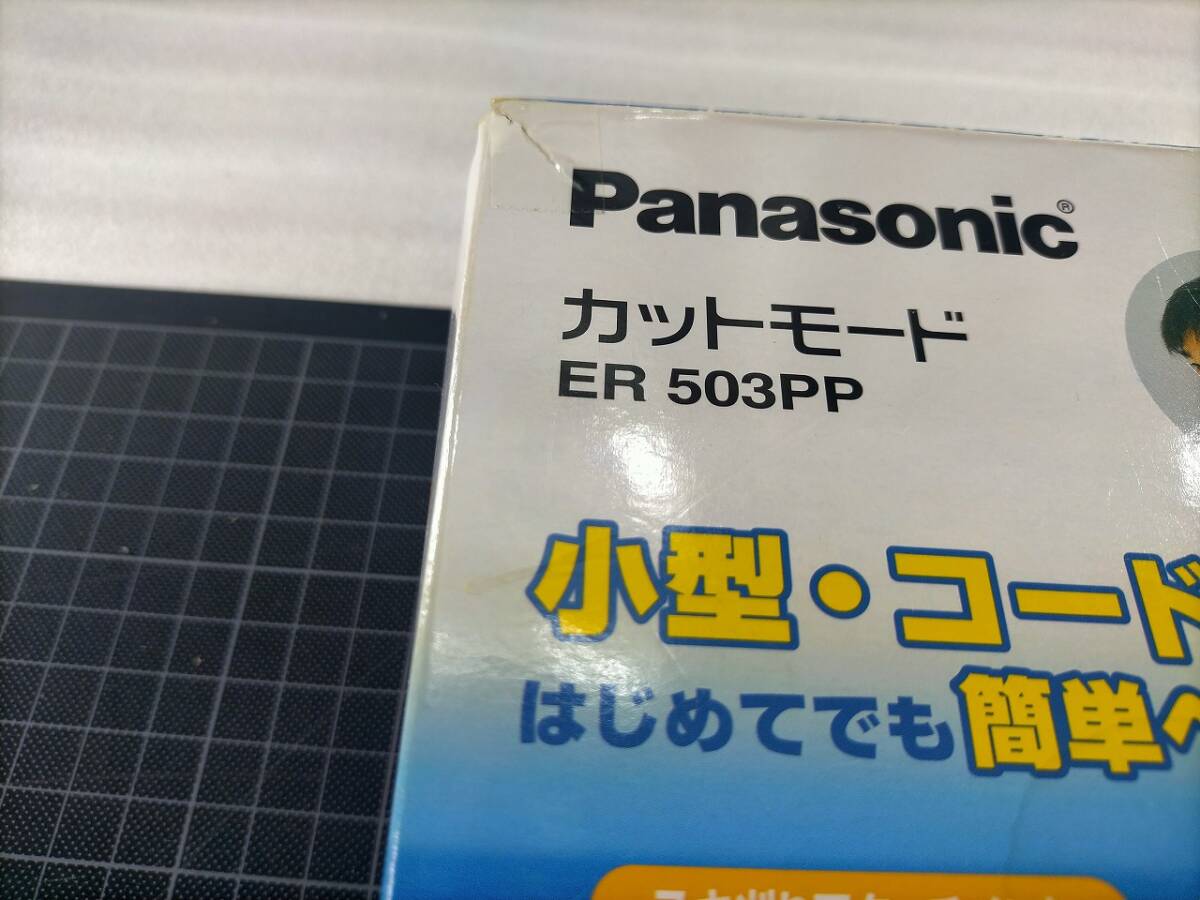 Panasonic®
カットモード
ER 503PP
小型・コード
はじめてでも簡単ヘ